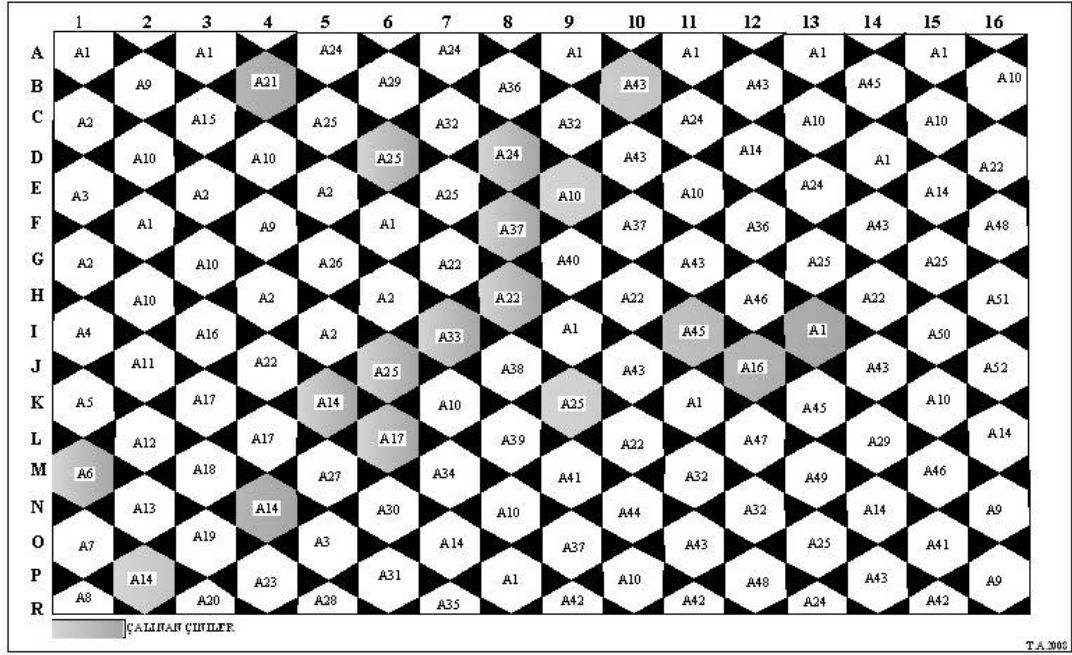 1 2 3 4 5 6 7 8 9 10 11 12 13 14 15 16
A A1 A1 A24 A24 A1 A1 A1 A1
B A9 A21 A29 A36 A43 A43 A45 A10
C A2 A15 A25 A32 A32 A24 A10 A10
D A10 A10 A25 A24 A43 A14 A1 A22
E A3 A2 A2 A25 A10 A10 A24 A14
F A1 A9 A1 A37 A37 A36 A43 A48
G A2 A10 A26 A22 A40 A43 A25 A25
H A10 A2 A2 A22 A22 A46 A22 A51
I A4 A16 A2 A33 A1 A45 A1 A50
J A11 A22 A25 A38 A43 A16 A43 A52
K A5 A17 A14 A10 A25 A1 A45 A10
L A12 A17 A17 A39 A22 A47 A29 A14
M A6 A18 A27 A34 A41 A32 A49 A46
N A13 A14 A30 A10 A44 A32 A14 A9
O A7 A19 A3 A14 A37 A43 A25 A41
P A14 A23 A31 A1 A10 A48 A43 A9
R A8 A20 A28 A35 A42 A42 A24 A42
ÇALINAN ÇINILER
T.A.2008